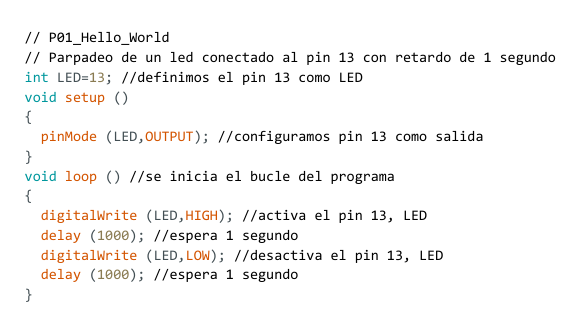 // P01_Hello_World
// Parpadeo de un led conectado al pin 13 con retardo de 1 segundo
int LED=13; //definimos el pin 13 como LED
void setup ()
{
  pinMode (LED,OUTPUT); //configuramos pin 13 como salida
}
void loop () //se inicia el bucle del programa
{
  digitalWrite (LED,HIGH); //activa el pin 13, LED
  delay (1000); //espera 1 segundo
  digitalWrite (LED,LOW); //desactiva el pin 13, LED
  delay (1000); //espera 1 segundo
}